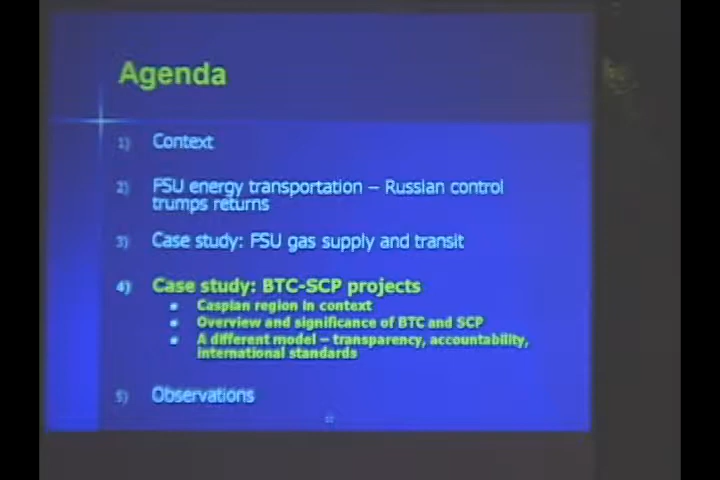 Agenda
1) Context
2) FSU energy transportation – Russian control
trumps returns
3) Case study: FSU gas supply and transit
4) Case study: BTC-SCP projects
Caspian region in context
Overview and significance of BTC and SCP
A different model – transparency, accountability,
international standards
5) Observations